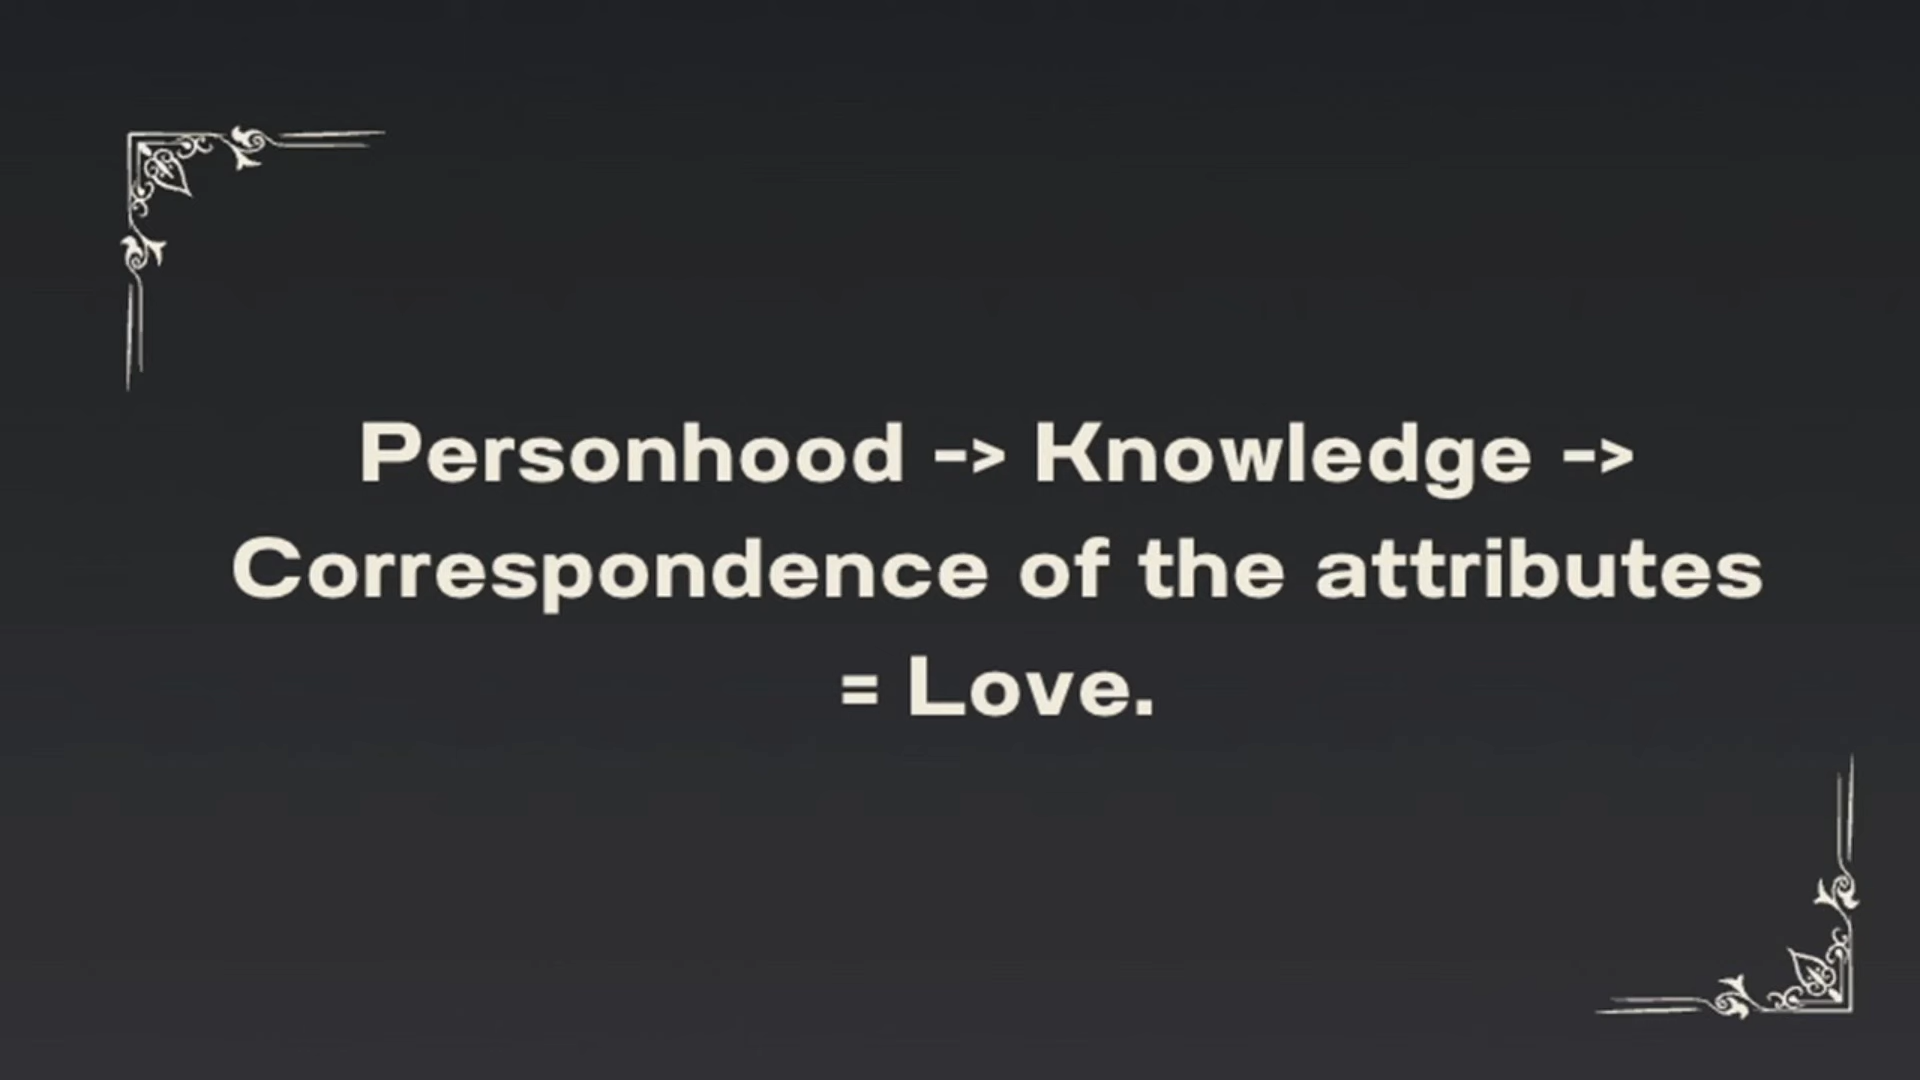 Personhood -> Knowledge ->
Correspondence of the attributes
= Love.